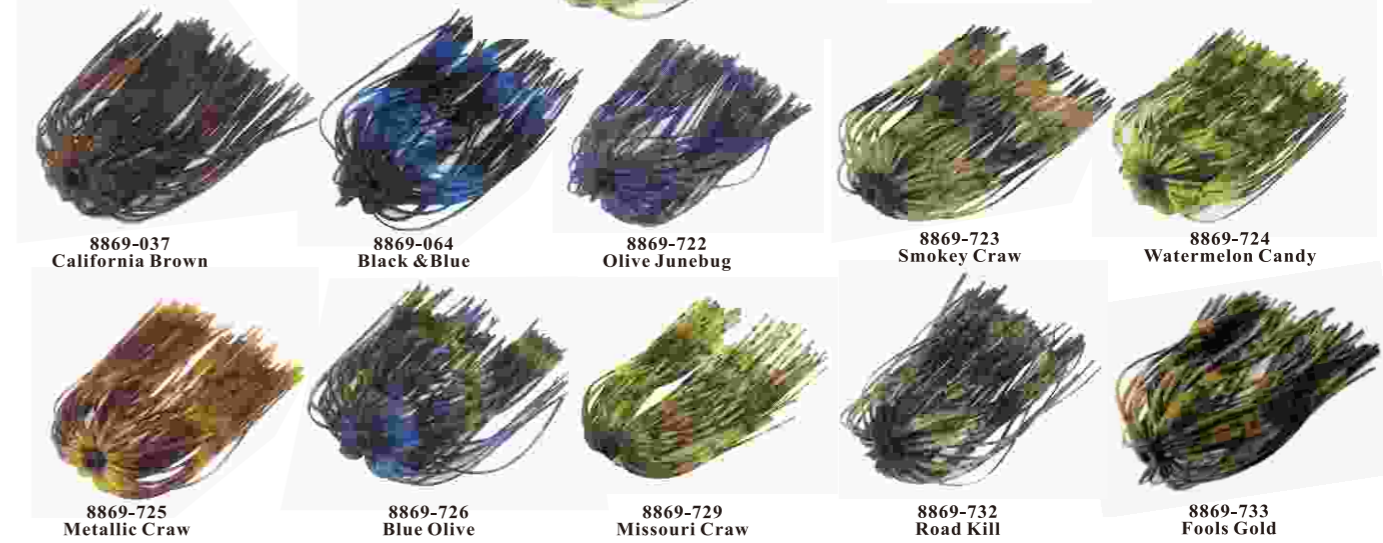 8869-037
California Brown
8869-064
Black &Blue
8869-722
Olive Junebug
8869-723
Smokey Craw
8869-724
Watermelon Candy
8869-725
Metallic Craw
8869-726
Blue Olive
8869-729
Missouri Craw
8869-732
Road Kill
8869-733
Fools Gold